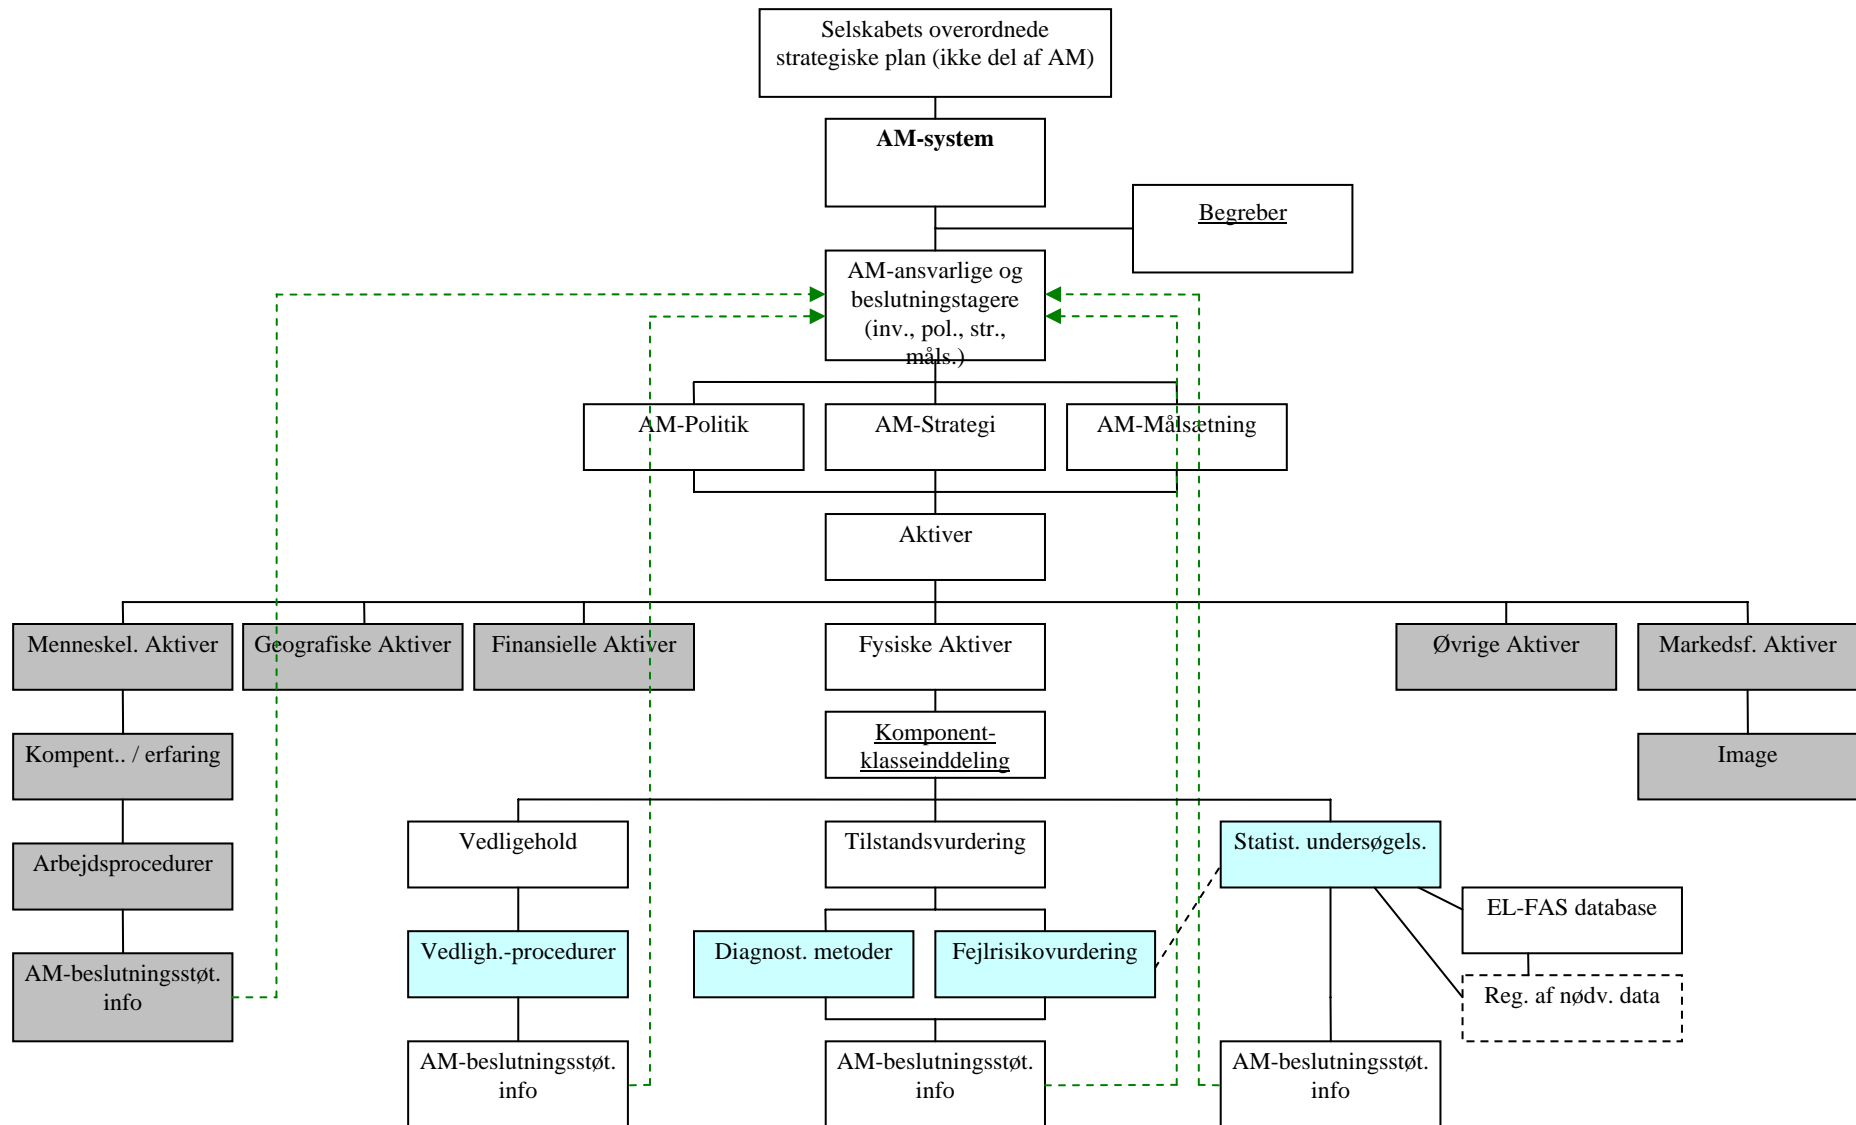 Selskabets overordnede
strategiske plan (ikke del af AM)
AM-system
Begreber
AM-ansvarlige og
beslutningstagere
(inv., pol., str.,
måls.)
AM-Politik
AM-Strategi
AM-Målsætning
Aktiver
Menneskel. Aktiver
Geografiske Aktiver
Finansielle Aktiver
Fysiske Aktiver
Øvrige Aktiver
Markedsf. Aktiver
Komponent-
klasseinddeling
Kompent.. / erfaring
Image
Vedligehold
Tilstandsvurdering
Statist. undersøgels.
Arbejdsprocedurer
EL-FAS database
Vedligh.-procedurer
Diagnost. metoder
Fejlrisikovurdering
AM-beslutningsstøt.
info
Reg. af nødv. data
AM-beslutningsstøt.
info
AM-beslutningsstøt.
info
AM-beslutningsstøt.
info